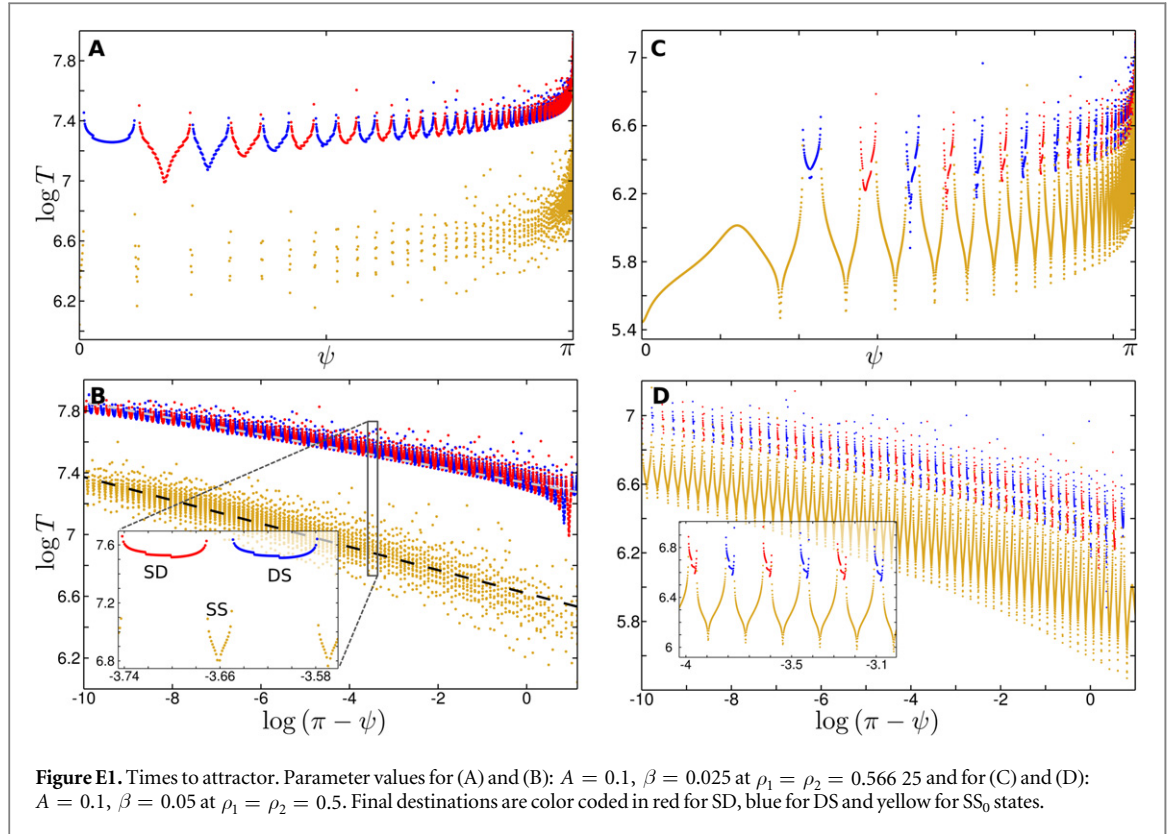 A
7.8
7.4
7
6.6
6.2
log T
0
ψ
π
C
7
6.6
6.2
5.8
5.4
0
ψ
π
B
7.8
7.4
7
6.6
6.2
log T
7.6
7.2
6.8
SD
DS
SS
-3.74
-3.66
-3.58
-10
-8
-6
-4
-2
0
log (π − ψ)
D
7
6.6
6.2
5.8
6.8
6.4
6
-4
-3.5
-3.1
-10
-8
-6
-4
-2
0
log (π − ψ)
Figure E1. Times to attractor. Parameter values for (A) and (B): A = 0.1, β = 0.025 at ρ₁ = ρ₂ = 0.566 25 and for (C) and (D):
A = 0.1, β = 0.05 at ρ₁ = ρ₂ = 0.5. Final destinations are color coded in red for SD, blue for DS and yellow for SS₀ states.